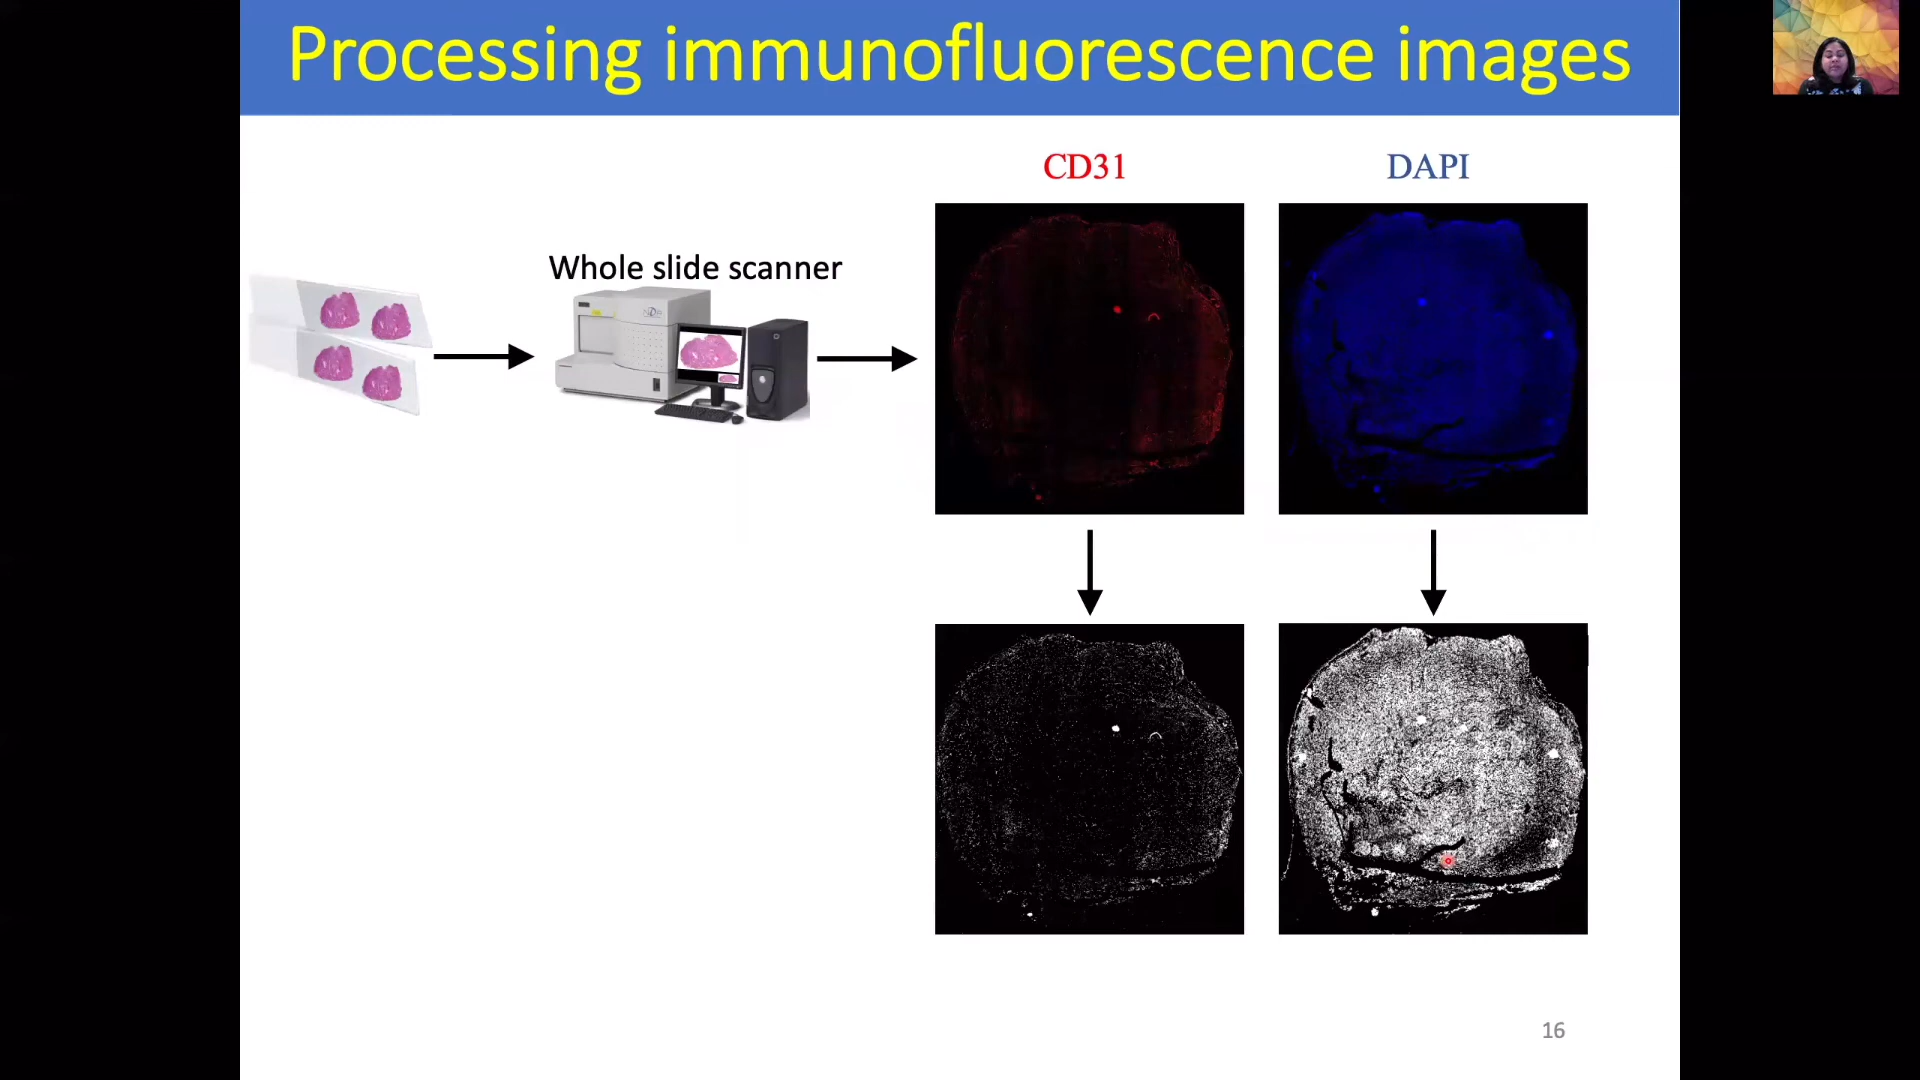 Processing immunofluorescence images
CD31
DAPI
Whole slide scanner
16